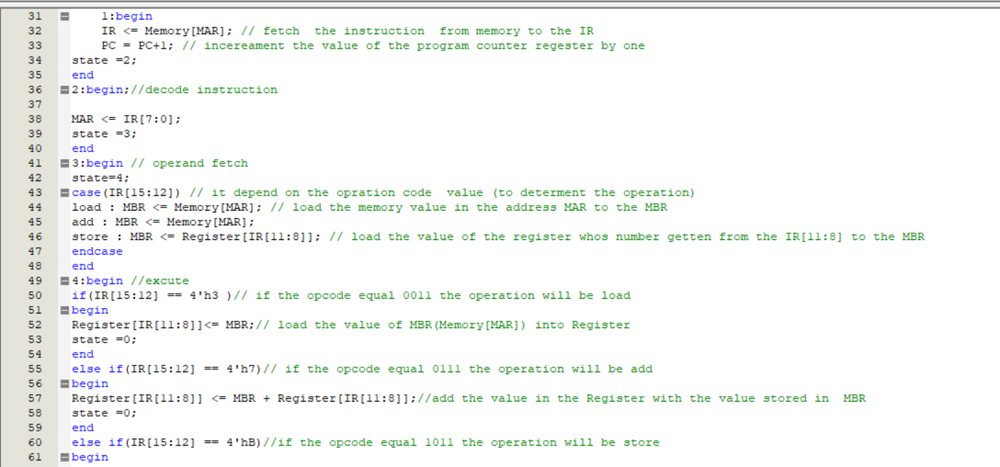 31 1:begin
32 IR <= Memory[MAR]; // fetch  the instruction  from memory to the IR
33 PC = PC+1; // incereament the value of the program counter regester by one
34 state =2;
35 end
36 2:begin;//decode instruction
37
38 MAR <= IR[7:0];
39 state =3;
40 end
41 3:begin // operand fetch
42 state=4;
43 case(IR[15:12]) // it depend on the opration code  value (to determent the operation)
44 load : MBR <= Memory[MAR]; // load the memory value in the address MAR to the MBR
45 add : MBR <= Memory[MAR];
46 store : MBR <= Register[IR[11:8]]; // load the value of the register whos number getten from the IR[11:8] to the MBR
47 endcase
48 end
49 4:begin //excute
50 if(IR[15:12] == 4'h3 )// if the opcode equal 0011 the operation will be load
51 begin
52 Register[IR[11:8]]<= MBR;// load the value of MBR(Memory[MAR]) into Register
53 state =0;
54 end
55 else if(IR[15:12] == 4'h7)// if the opcode equal 0111 the operation will be add
56 begin
57 Register[IR[11:8]] <= MBR + Register[IR[11:8]];//add the value in the Register with the value stored in  MBR
58 state =0;
59 end
60 else if(IR[15:12] == 4'hB)//if the opcode equal 1011 the operation will be store
61 begin